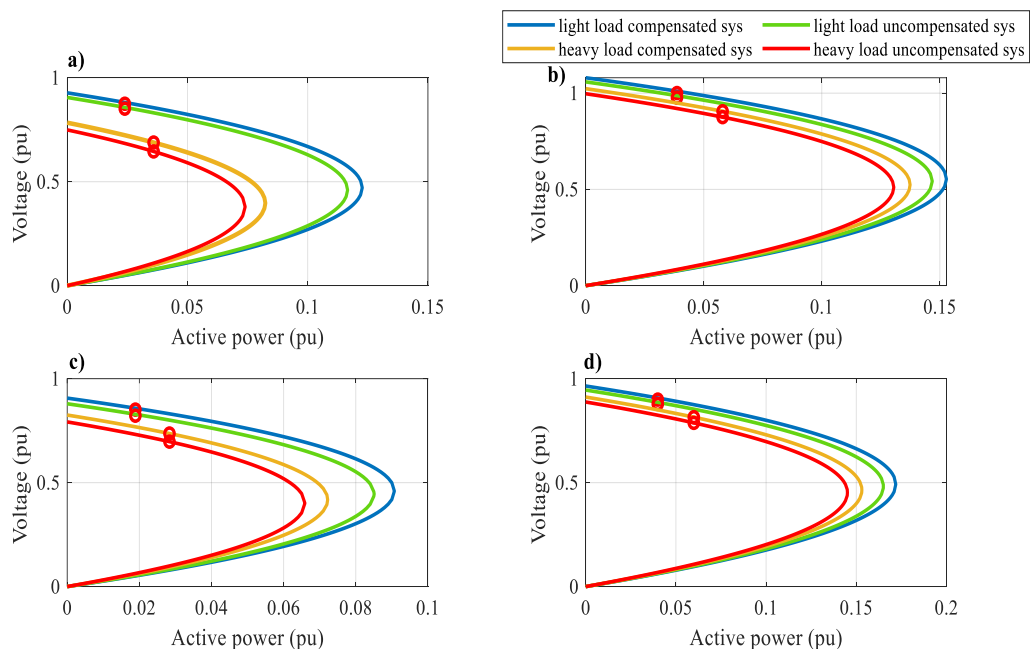 light load compensated sys light load uncompensated sys
heavy load compensated sys heavy load uncompensated sys
a)
1
0.5
0
Voltage (pu)
0 0.05 0.1 0.15
Active power (pu)
b)
1
0.5
0
Voltage (pu)
0 0.05 0.1 0.15
Active power (pu)
c)
1
0.5
0
Voltage (pu)
0 0.02 0.04 0.06 0.08 0.1
Active power (pu)
d)
1
0.5
0
Voltage (pu)
0 0.05 0.1 0.15 0.2
Active power (pu)